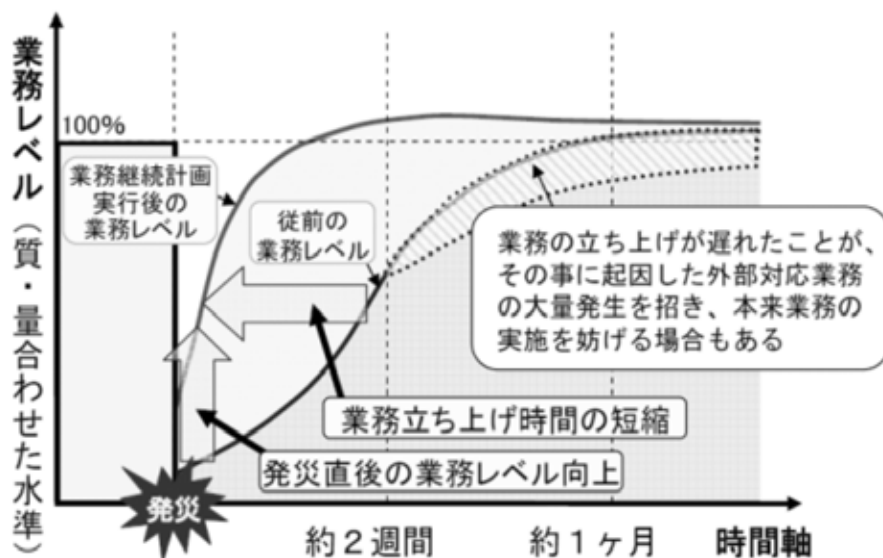 業務レベル（質・量合わせた水準）
100%
業務継続計画
実行後の
業務レベル
従前の
業務レベル
業務の立ち上げが遅れたことが、
その事に起因した外部対応業務
の大量発生を招き、本来業務の
実施を妨げる場合もある
業務立ち上げ時間の短縮
発災直後の業務レベル向上
発災
約２週間
約１ヶ月
時間軸